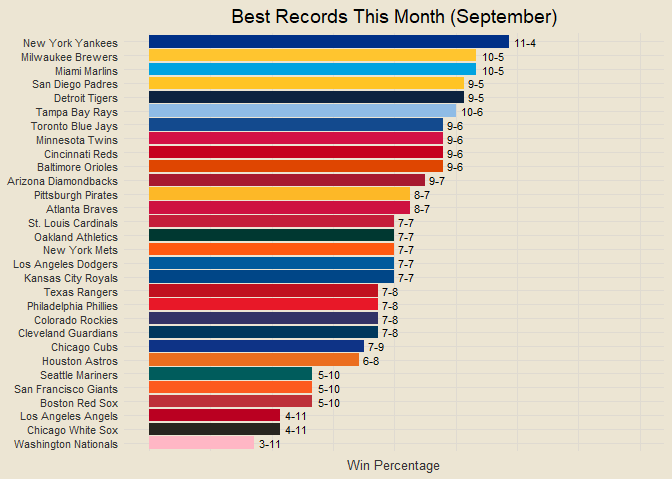 Best Records This Month (September)
New York Yankees 11-4
Milwaukee Brewers 10-5
Miami Marlins 10-5
San Diego Padres 9-5
Detroit Tigers 9-5
Tampa Bay Rays 10-6
Toronto Blue Jays 9-6
Minnesota Twins 9-6
Cincinnati Reds 9-6
Baltimore Orioles 9-6
Arizona Diamondbacks 9-7
Pittsburgh Pirates 8-7
Atlanta Braves 8-7
St. Louis Cardinals 7-7
Oakland Athletics 7-7
New York Mets 7-7
Los Angeles Dodgers 7-7
Kansas City Royals 7-7
Texas Rangers 7-8
Philadelphia Phillies 7-8
Colorado Rockies 7-8
Cleveland Guardians 7-8
Chicago Cubs 7-9
Houston Astros 6-8
Seattle Mariners 5-10
San Francisco Giants 5-10
Boston Red Sox 5-10
Los Angeles Angels 4-11
Chicago White Sox 4-11
Washington Nationals 3-11
Win Percentage